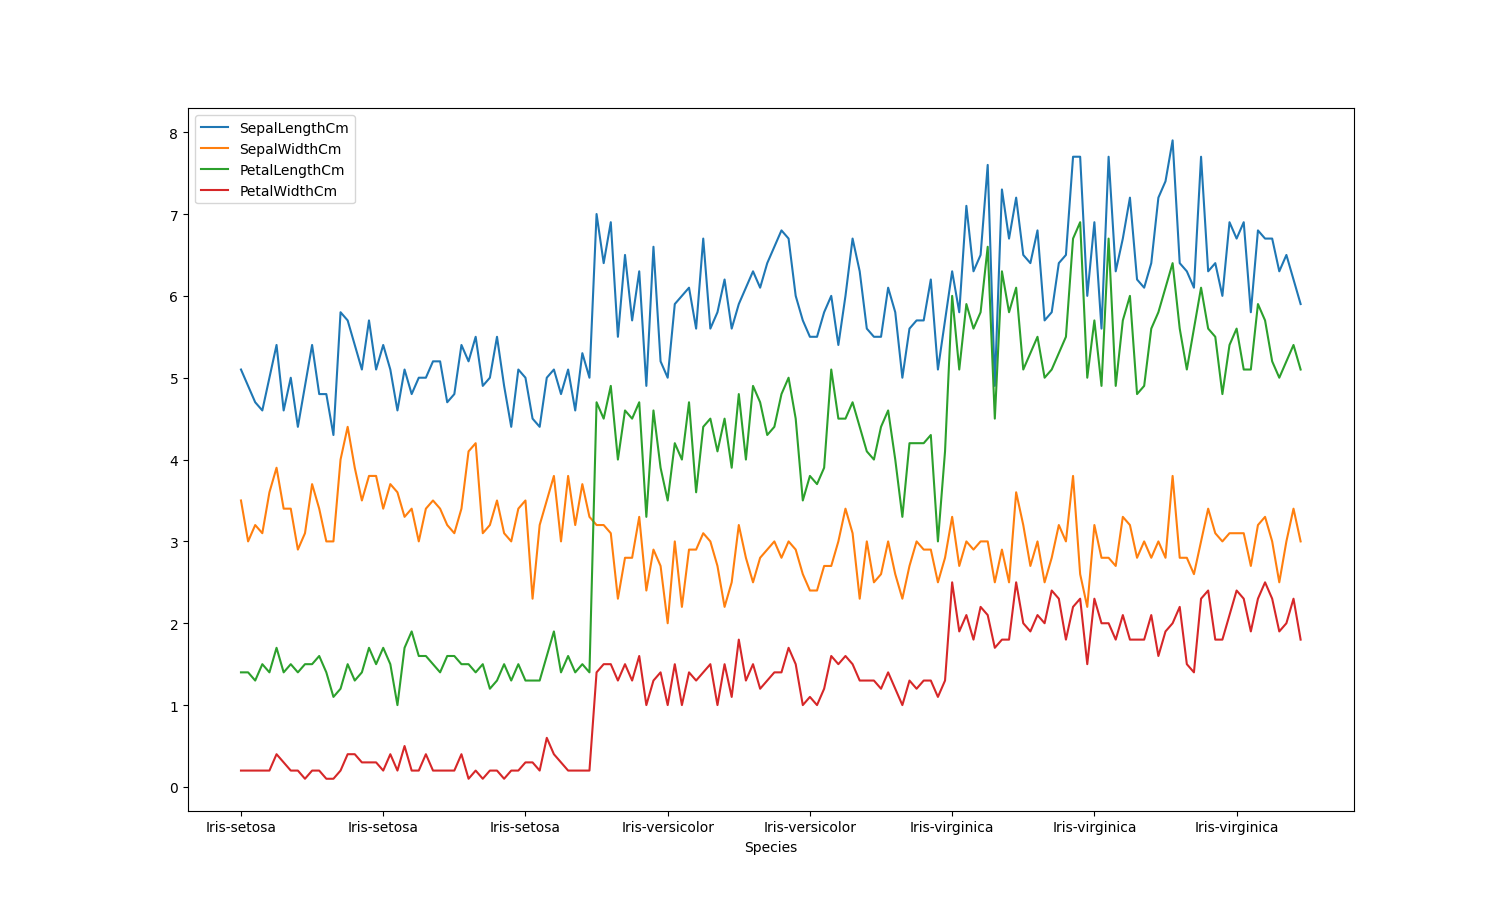 SepalLengthCm
SepalWidthCm
PetalLengthCm
PetalWidthCm
8
7
6
5
4
3
2
1
0
Iris-setosa Iris-setosa Iris-setosa Iris-versicolor Iris-versicolor Iris-virginica Iris-virginica Iris-virginica
Species